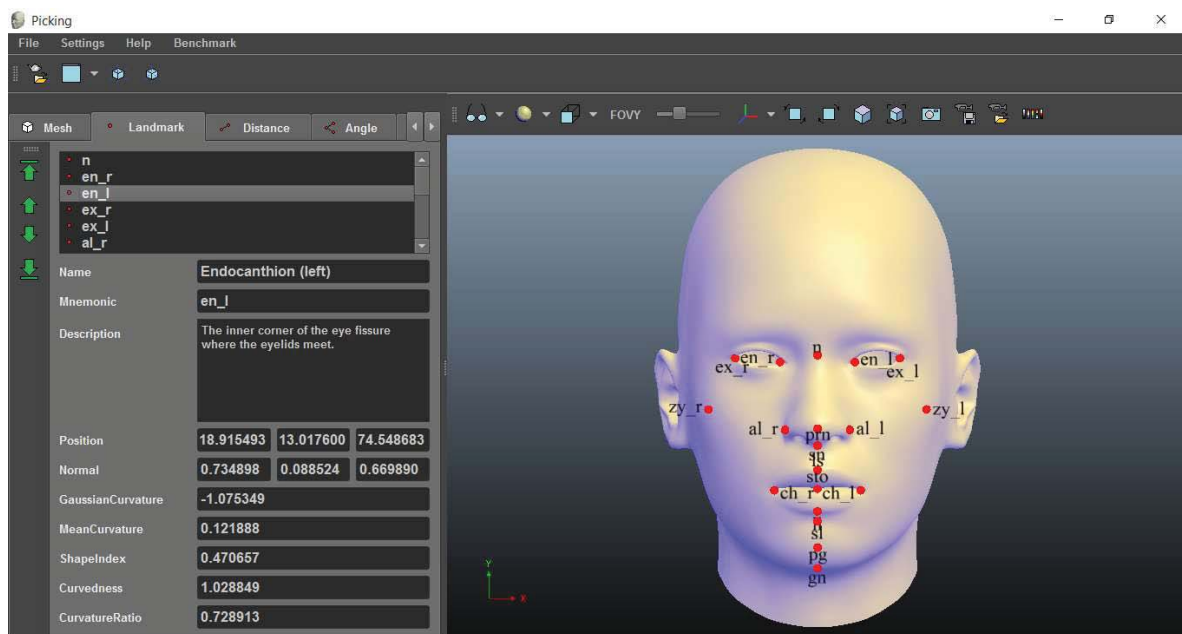 Picking
File Settings Help Benchmark
Mesh Landmark Distance Angle
FOVY
n
en_r
en_l
ex_r
ex_l
al_r
Name Endocanthion (left)
Mnemonic en_l
Description The inner corner of the eye fissure
where the eyelids meet.
Position 18.915493 13.017600 74.548683
Normal 0.734898 0.088524 0.669890
GaussianCurvature -1.075349
MeanCurvature 0.121888
ShapeIndex 0.470657
Curvedness 1.028849
CurvatureRatio 0.728913
n
en_r en_l
ex_r ex_l
zy_r zy_l
al_r prn al_l
sn
ls
sto
ch_r ch_l
sl
pg
gn
Y
X